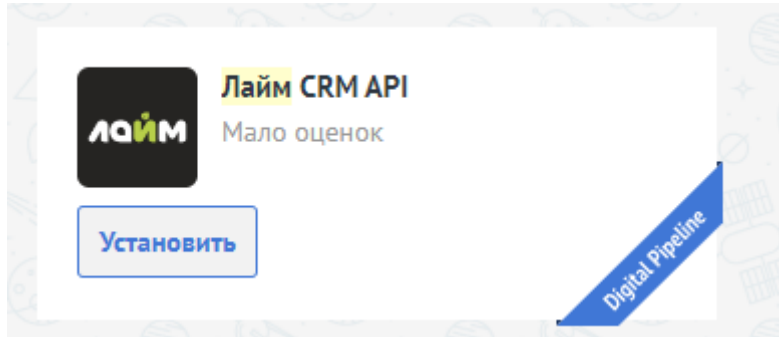 лайм
Лайм CRM API
Мало оценок
Установить
Digital Pipeline